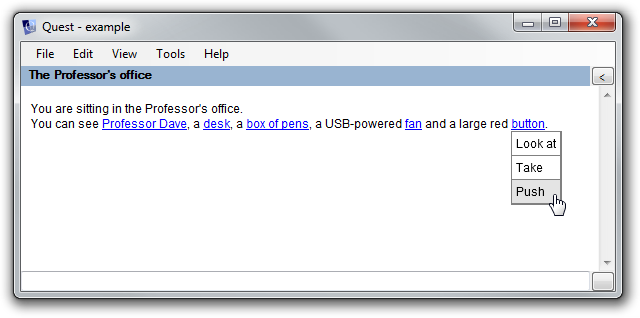 Quest - example
File Edit View Tools Help
The Professor's office
<
You are sitting in the Professor's office.
You can see Professor Dave, a desk, a box of pens, a USB-powered fan and a large red button.
Look at
Take
Push